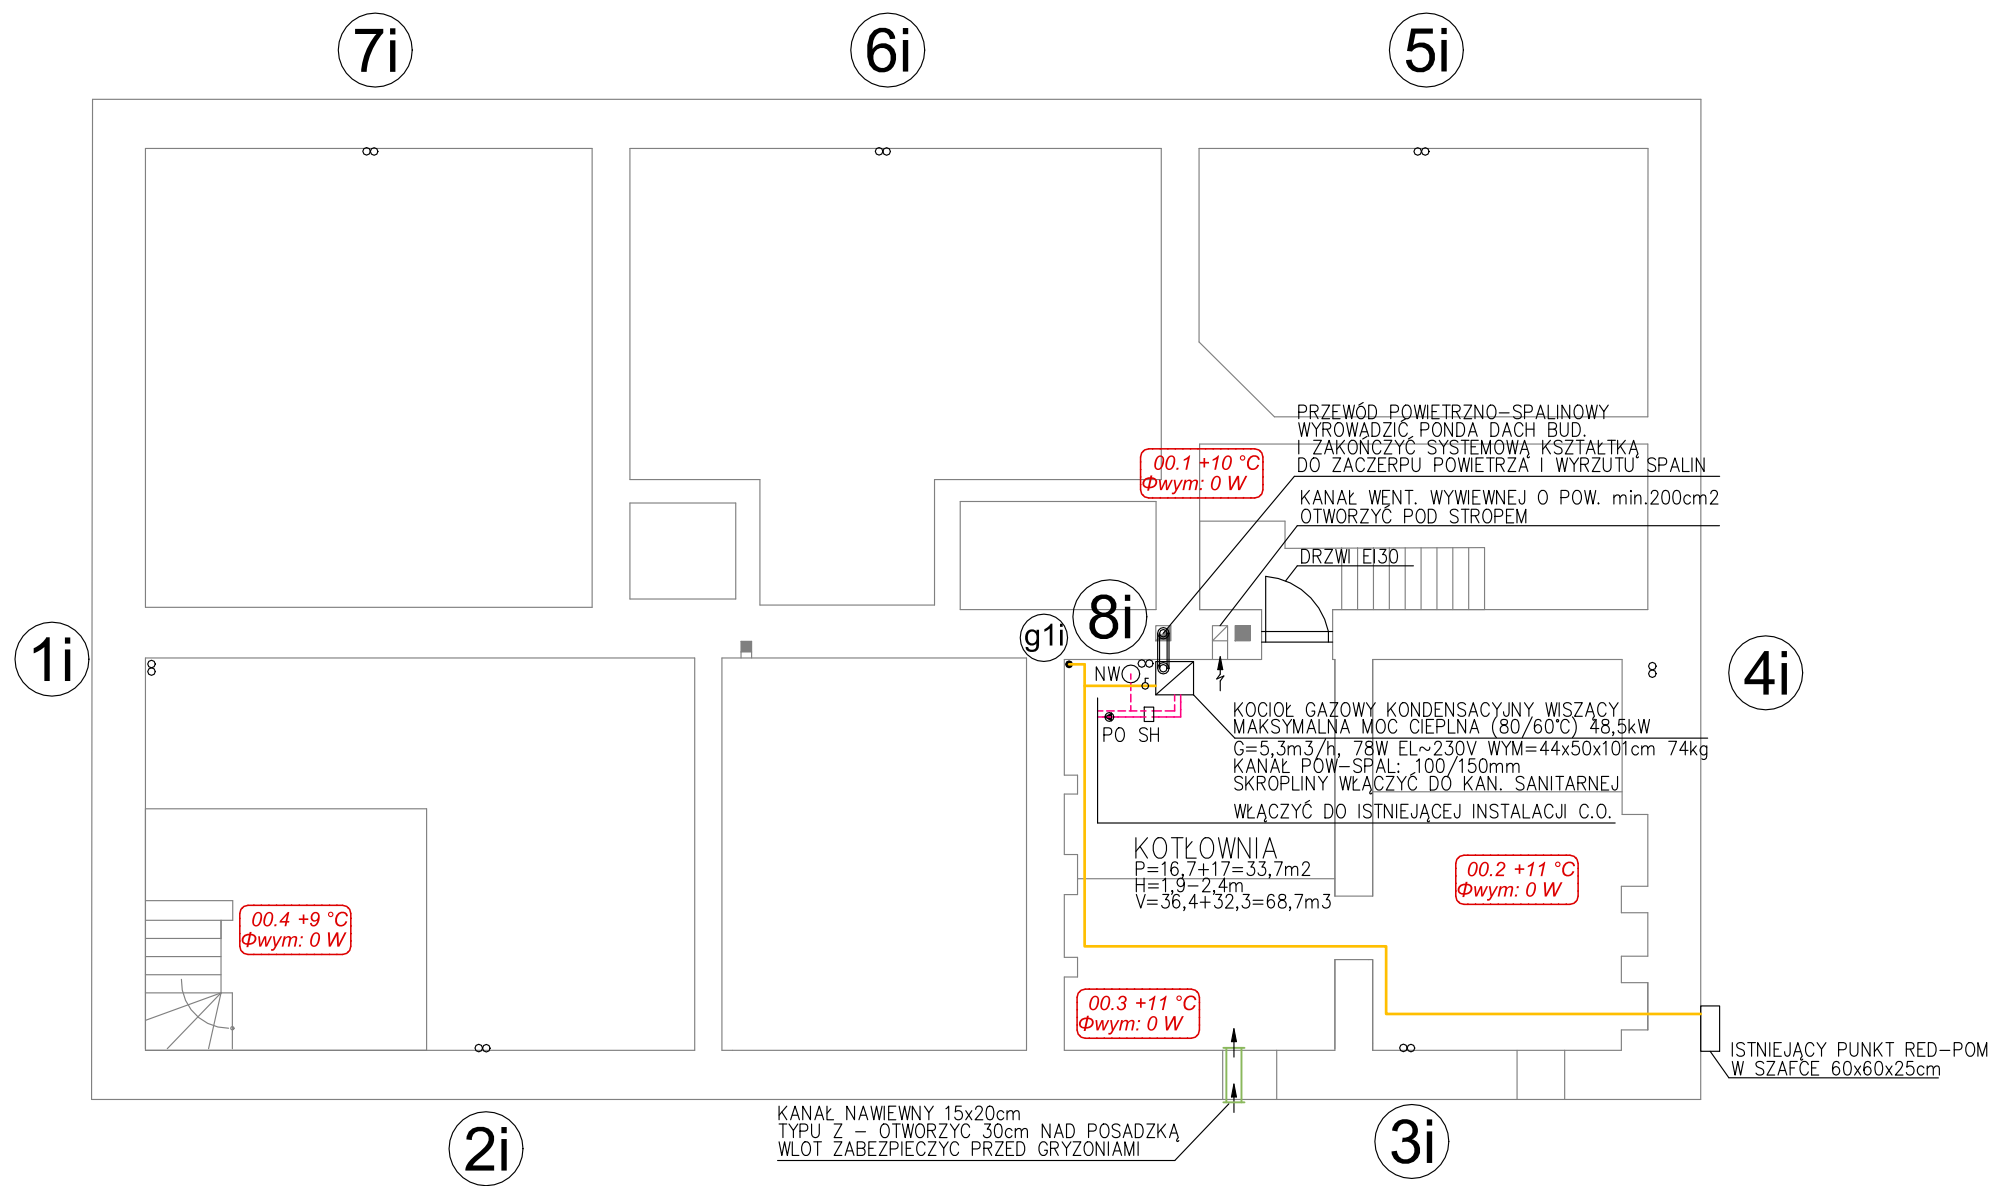 7i
6i
5i
PRZEWÓD POWIETRZNO-SPALINOWY
WYROWADZIĆ PONDA DACH BUD.
I ZAKOŃCZYĆ SYSTEMOWĄ KSZTAŁTKĄ
DO ZACZERPU POWIETRZA I WYRZUTU SPALIN
00.1 +10 °C
Φwym: 0 W
KANAŁ WENT. WYWIEWNEJ O POW. min.200cm2
OTWORZYĆ POD STROPEM
DRZWI EI30
8i
g1i
1i
4i
NW
PO
SH
KOCIOŁ GAZOWY KONDENSACYJNY WISZĄCY
MAKSYMALNA MOC CIEPLNA (80/60°C) 48,5kW
G=5,3m3/h, 78W EL~230V WYM=44x50x101cm 74kg
KANAŁ POW-SPAL: 100/150mm
SKROPLINY WŁĄCZYĆ DO KAN. SANITARNEJ
WŁĄCZYĆ DO ISTNIEJĄCEJ INSTALACJI C.O.
KOTŁOWNIA
P=16,7+17=33,7m2
H=1,9-2,4m
V=36,4+32,3=68,7m3
00.2 +11 °C
Φwym: 0 W
00.4 +9 °C
Φwym: 0 W
00.3 +11 °C
Φwym: 0 W
ISTNIEJĄCY PUNKT RED-POM
W SZAFCE 60x60x25cm
KANAŁ NAWIEWNY 15x20cm
TYPU Z - OTWORZYC 30cm NAD POSADZKĄ
WLOT ZABEZPIECZYC PRZED GRYZONIAMI
2i
3i